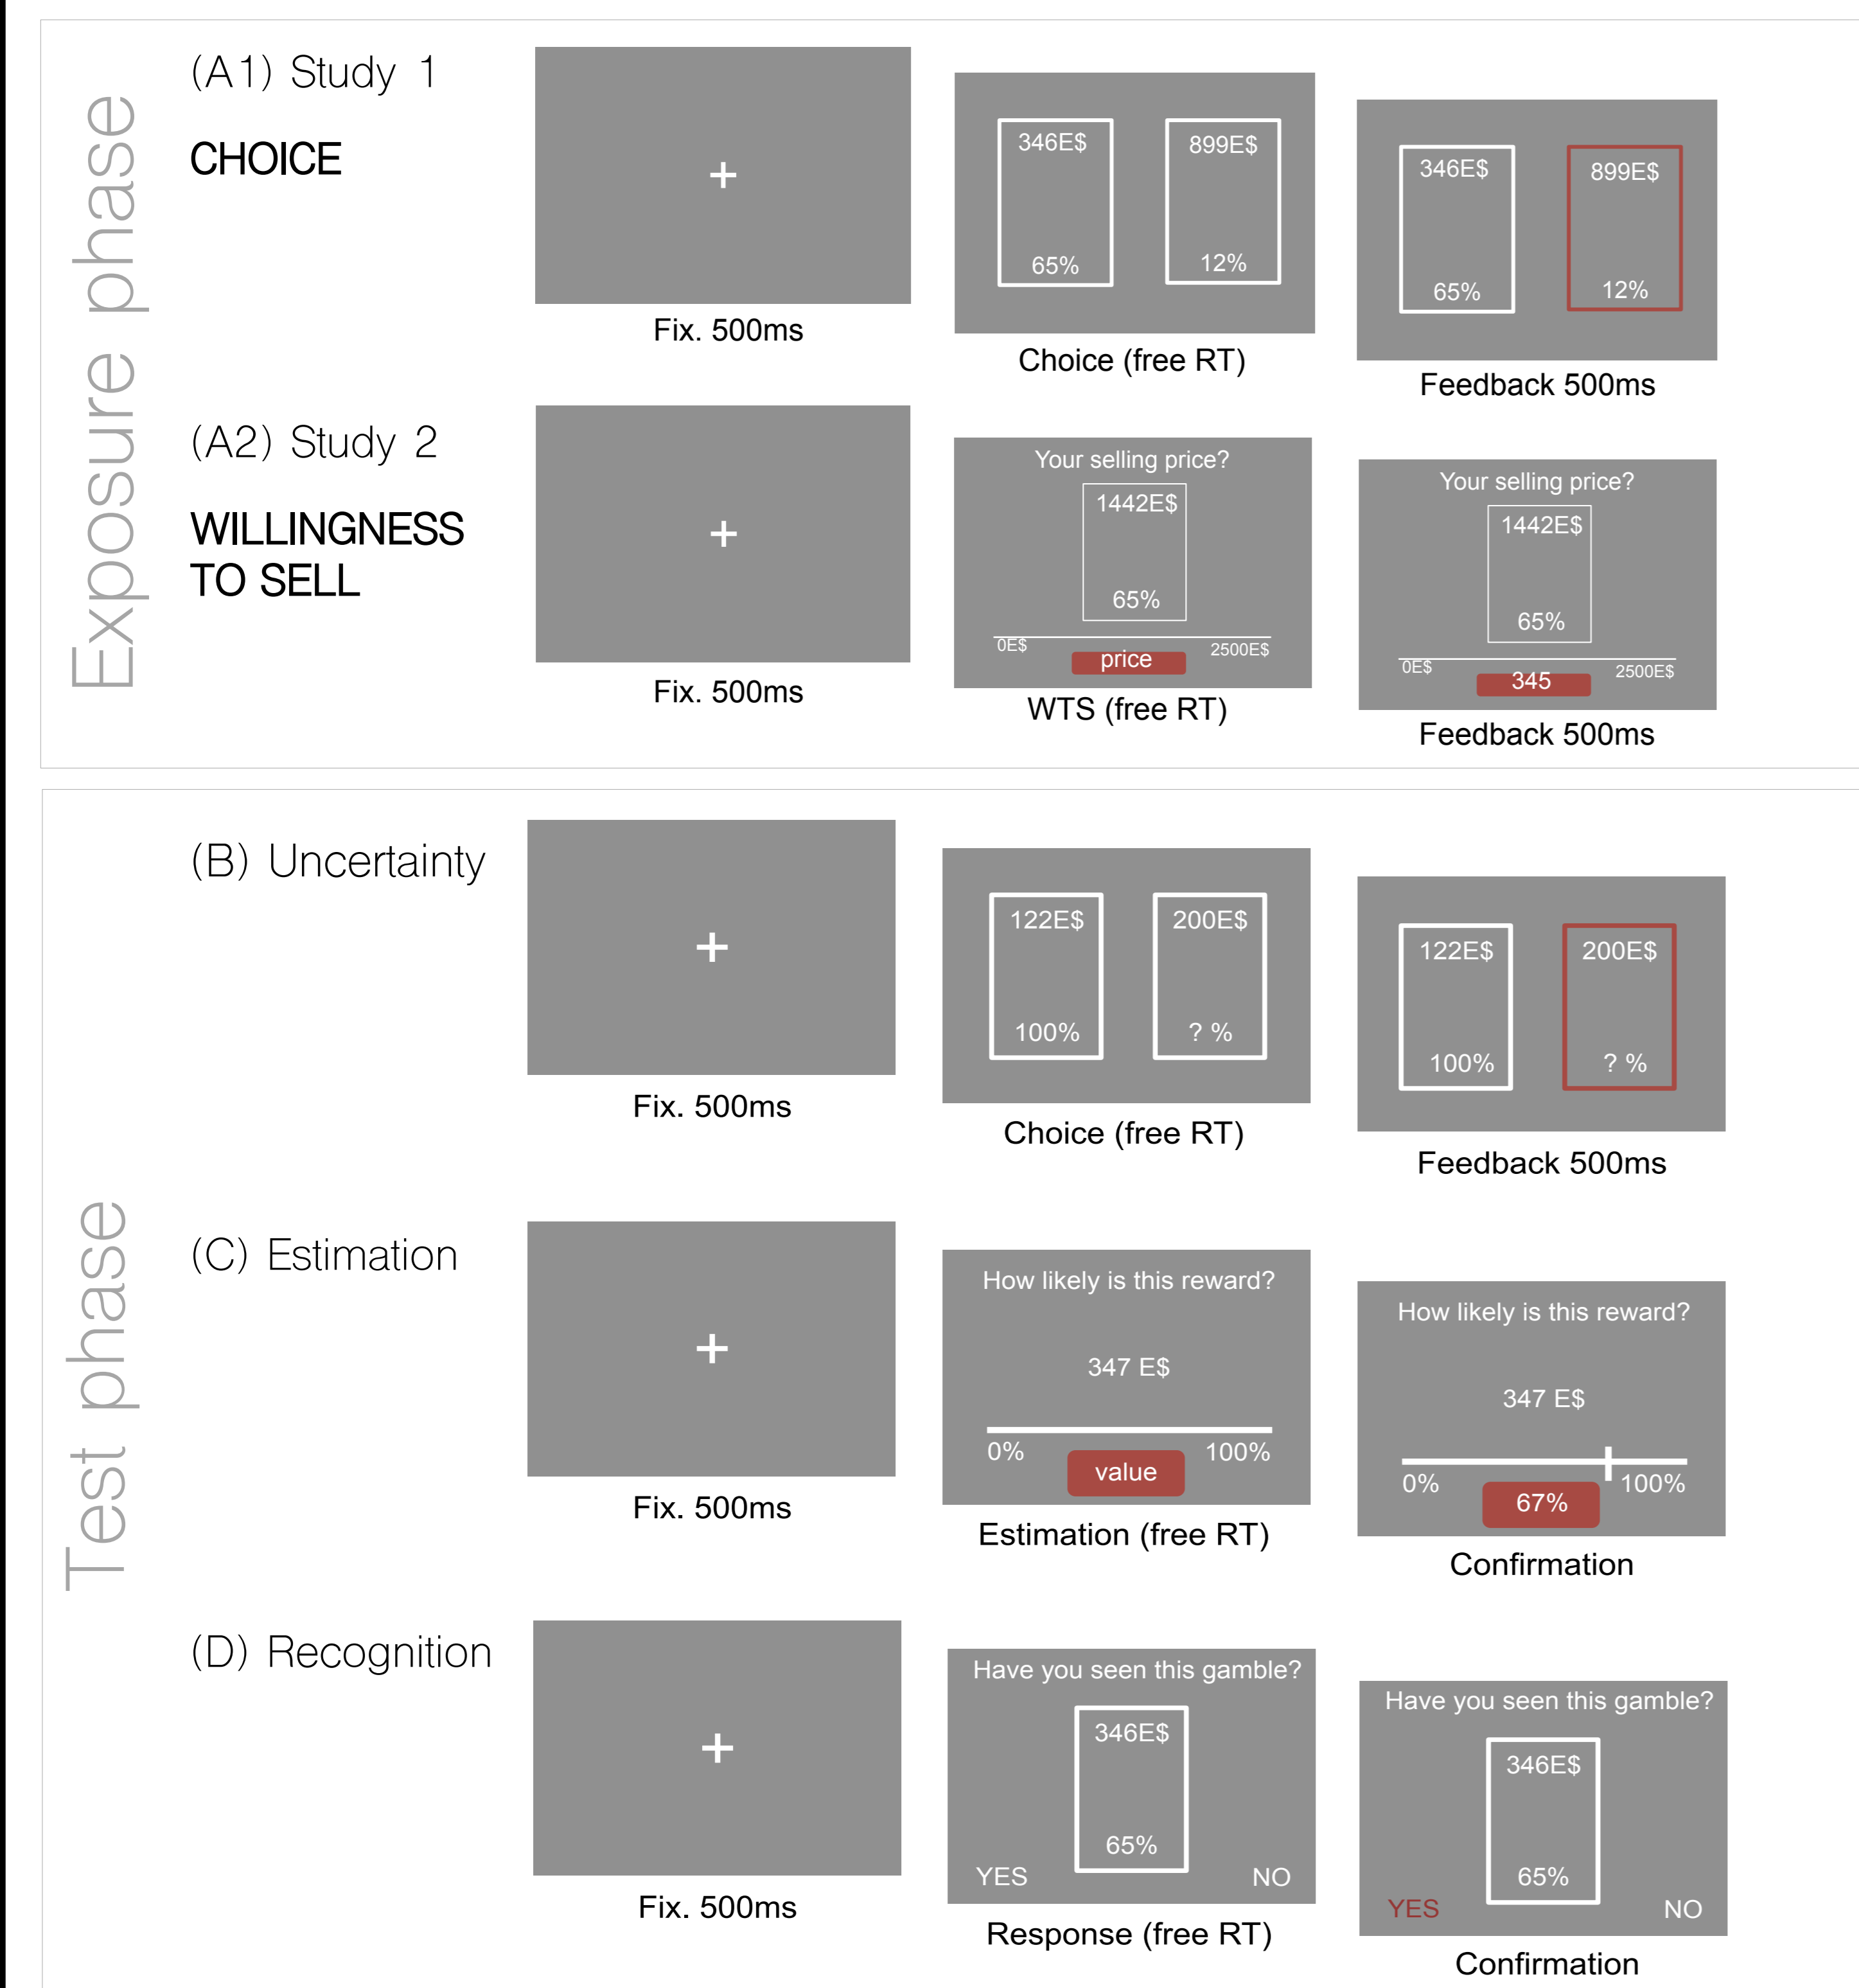 Exposure phase
(A1) Study 1
CHOICE
+
Fix. 500ms
346E$ 899E$
65% 12%
Choice (free RT)
346E$ 899E$
65% 12%
Feedback 500ms
(A2) Study 2
WILLINGNESS
TO SELL
+
Fix. 500ms
Your selling price?
1442E$
65%
0E$ 2500E$
price
WTS (free RT)
Your selling price?
1442E$
65%
0E$ 2500E$
345
Feedback 500ms
Test phase
(B) Uncertainty
+
Fix. 500ms
122E$ 200E$
100% ? %
Choice (free RT)
122E$ 200E$
100% ? %
Feedback 500ms
(C) Estimation
+
Fix. 500ms
How likely is this reward?
347 E$
0% 100%
value
Estimation (free RT)
How likely is this reward?
347 E$
0% 100%
67%
Confirmation
(D) Recognition
+
Fix. 500ms
Have you seen this gamble?
346E$
65%
YES NO
Response (free RT)
Have you seen this gamble?
346E$
65%
YES NO
Confirmation